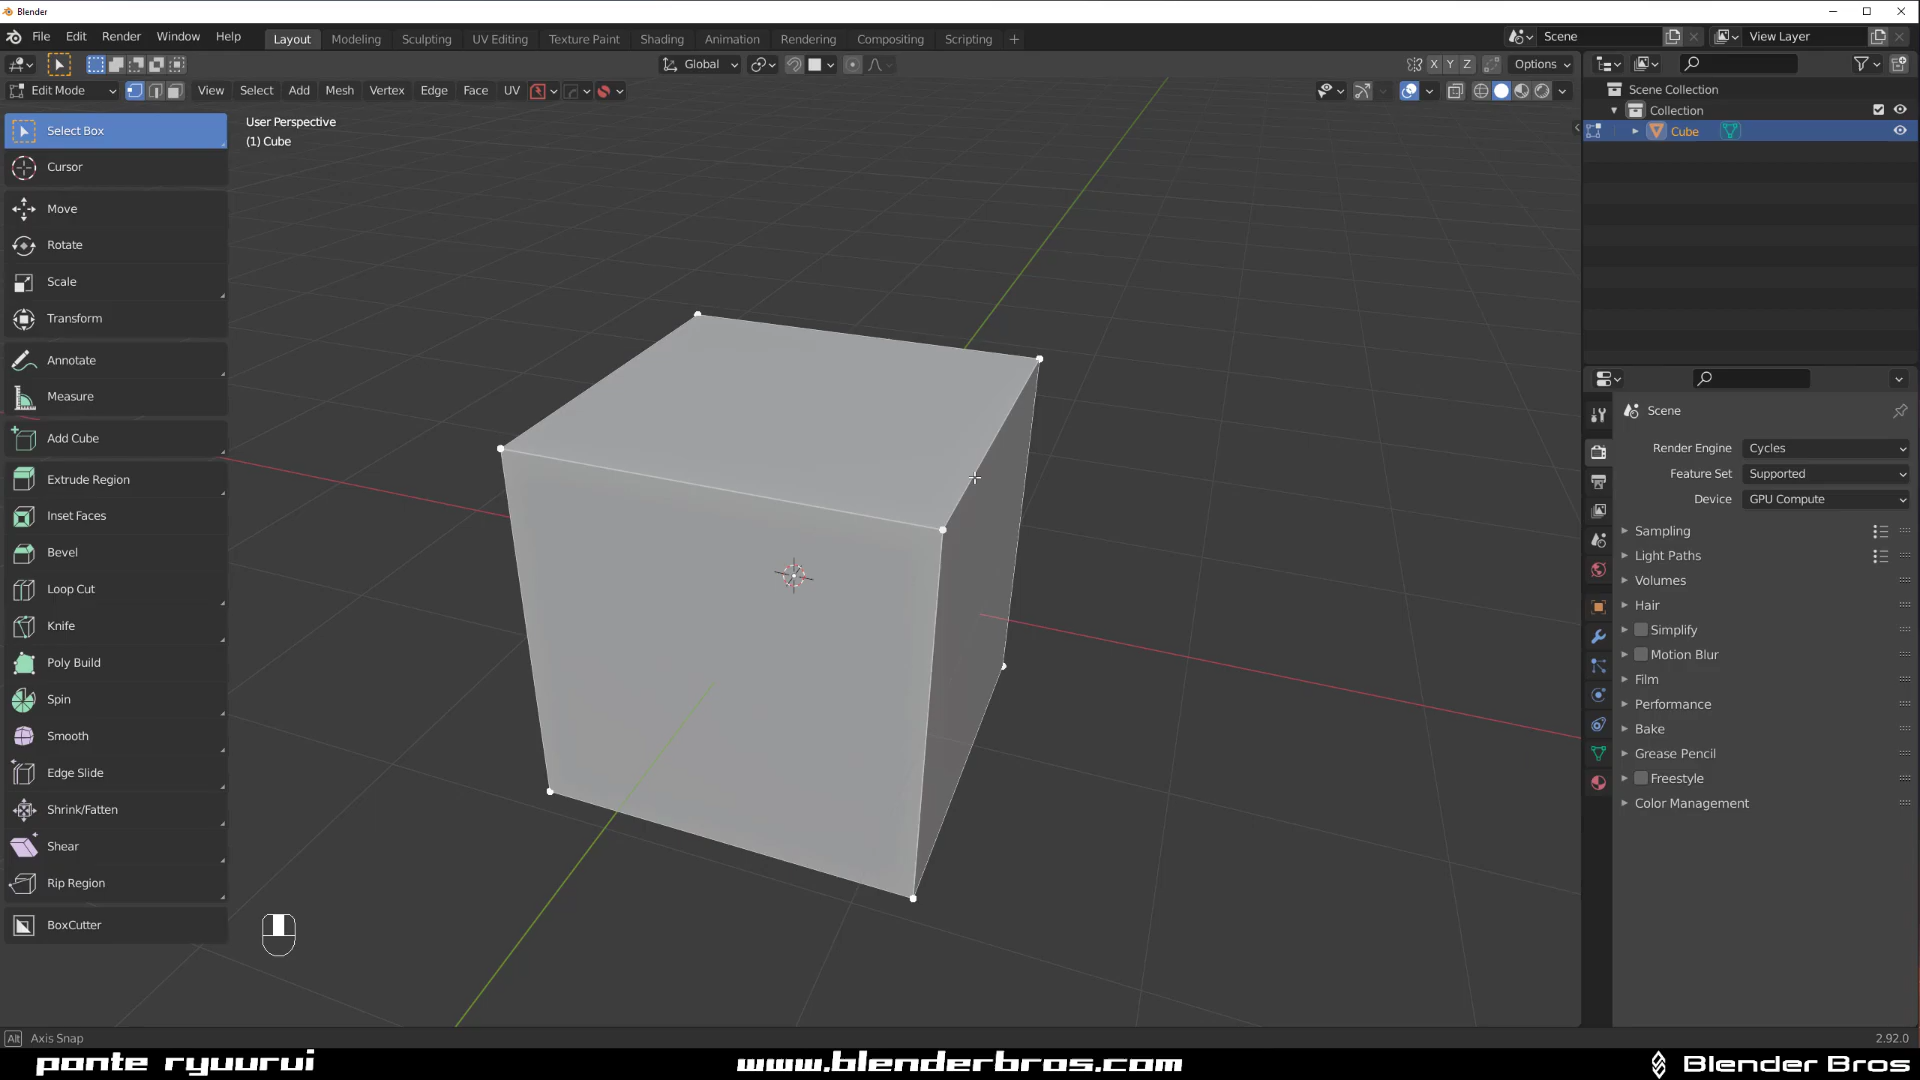 Blender
File Edit Render Window Help Layout Modeling Sculpting UV Editing Texture Paint Shading Animation Rendering Compositing Scripting + Scene View Layer
Global X Y Z Options
Edit Mode View Select Add Mesh Vertex Edge Face UV
Select Box
Cursor
Move
Rotate
Scale
Transform
Annotate
Measure
Add Cube
Extrude Region
Inset Faces
Bevel
Loop Cut
Knife
Poly Build
Spin
Smooth
Edge Slide
Shrink/Fatten
Shear
Rip Region
BoxCutter
User Perspective
(1) Cube
Scene Collection
Collection
Cube
Scene
Render Engine Cycles
Feature Set Supported
Device GPU Compute
Sampling
Light Paths
Volumes
Hair
Simplify
Motion Blur
Film
Performance
Bake
Grease Pencil
Freestyle
Color Management
Alt Axis Snap
2.92.0
ponte ryuurui
www.blenderbros.com
Blender Bros